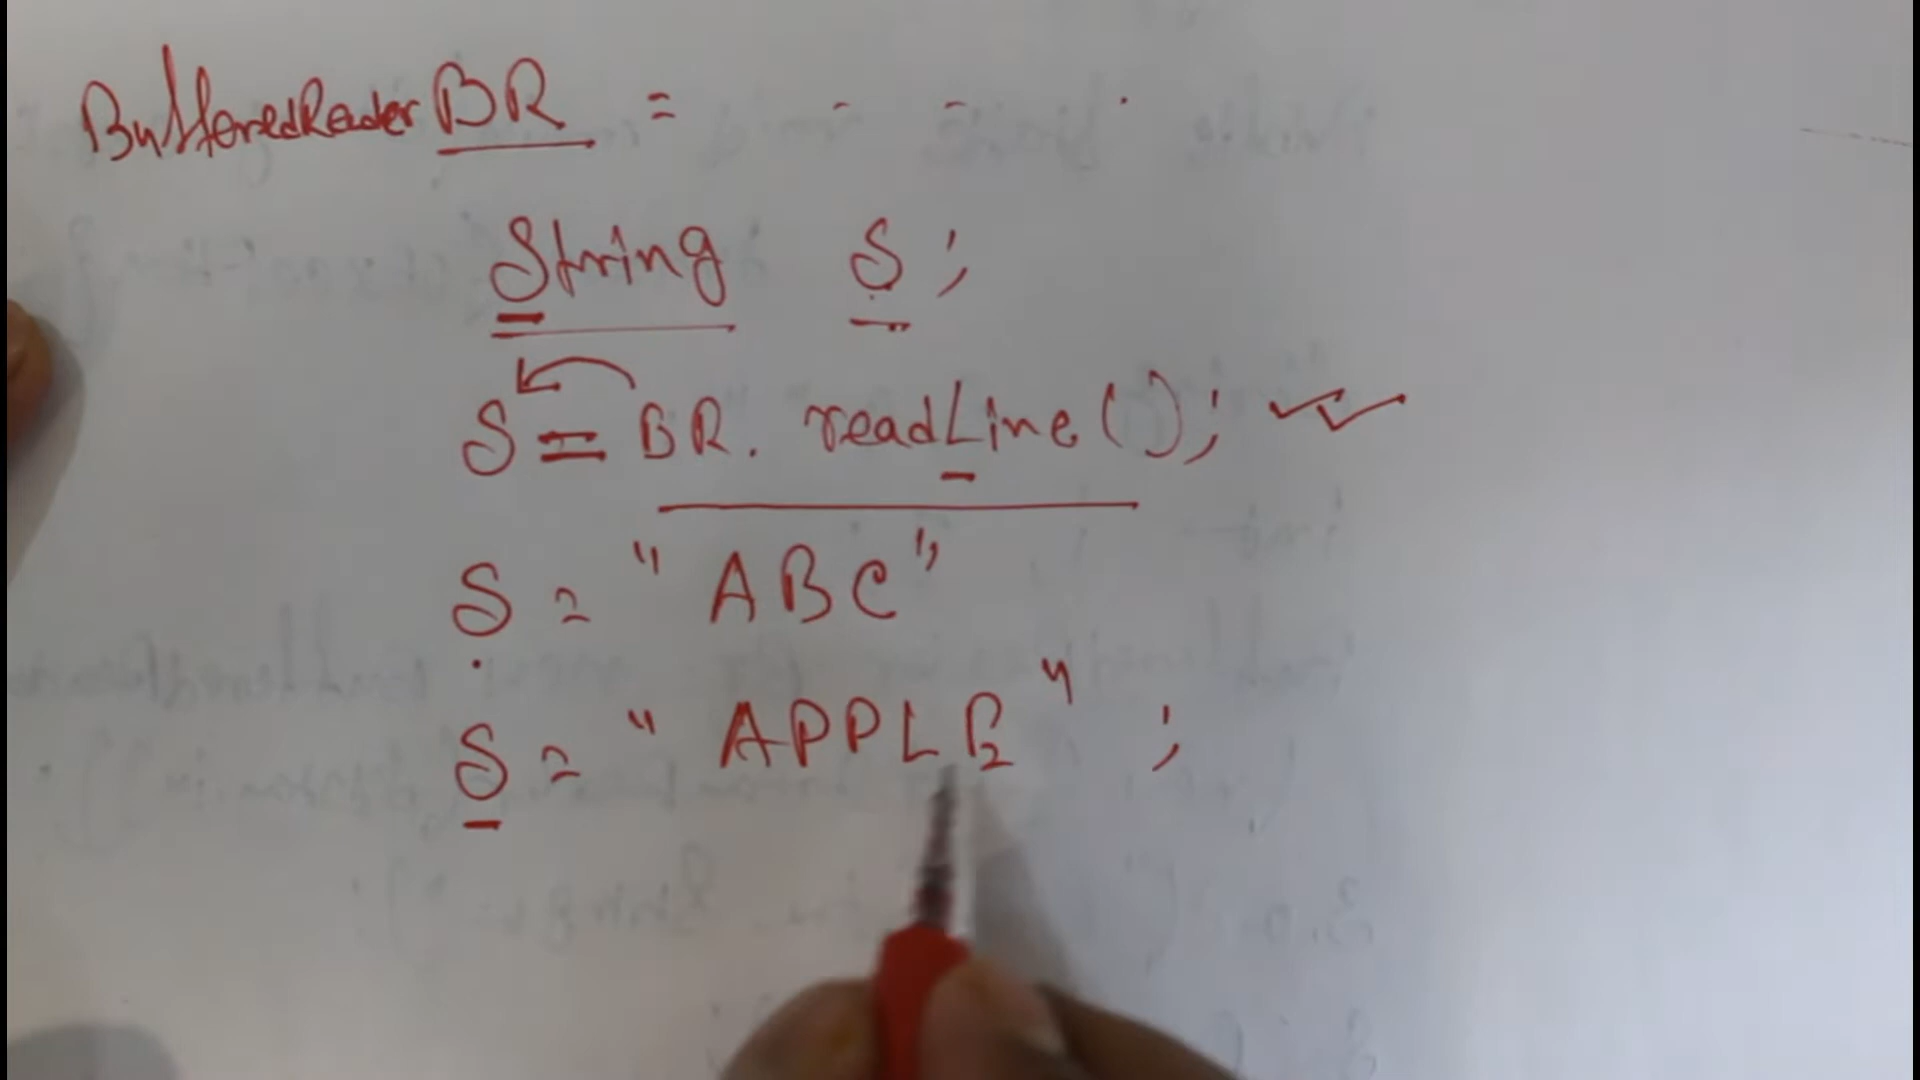 BufferedReader BR = - - .
String S;
S = BR. readLine();
S = "ABC"
S = "APPLE";